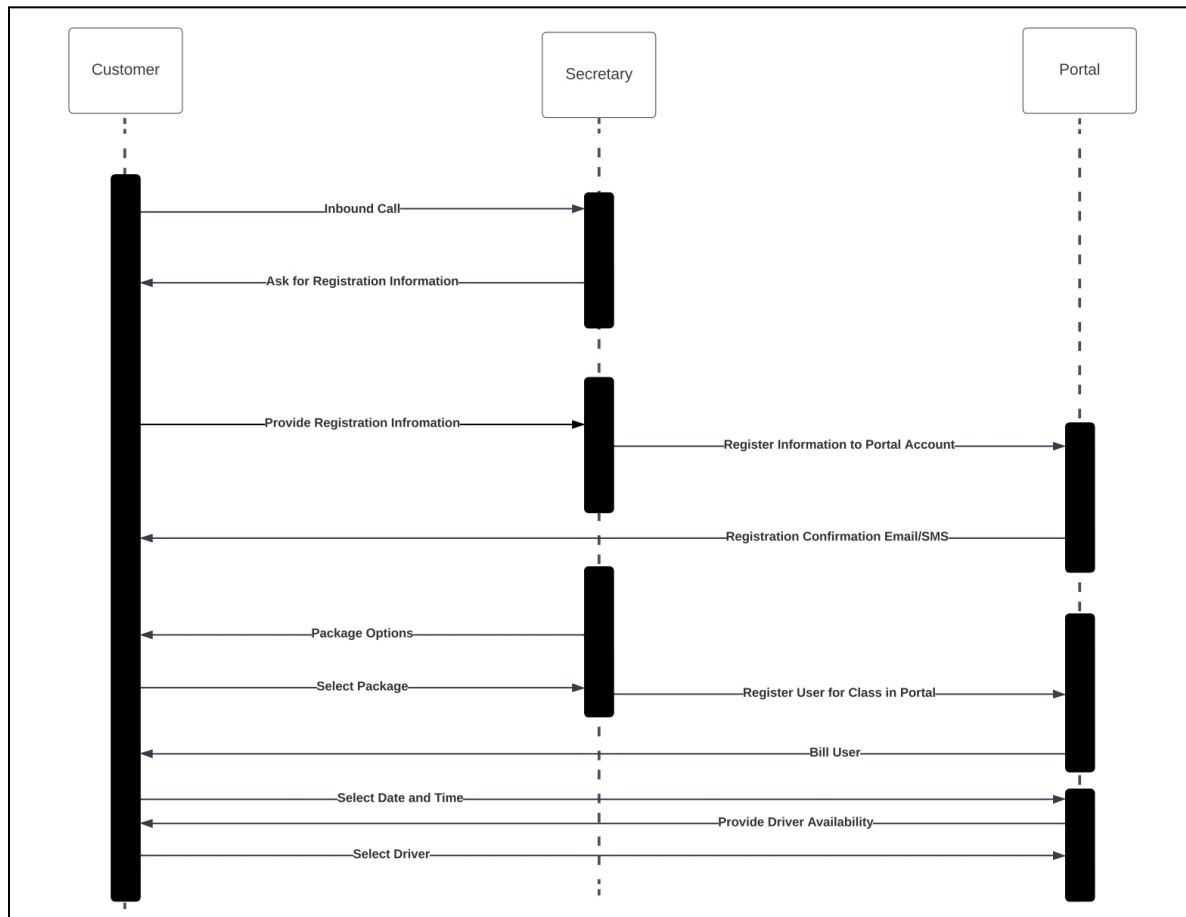 Customer
Secretary
Portal
Inbound Call
Ask for Registration Information
Provide Registration Infromation
Register Information to Portal Account
Registration Confirmation Email/SMS
Package Options
Select Package
Register User for Class in Portal
Bill User
Select Date and Time
Provide Driver Availability
Select Driver